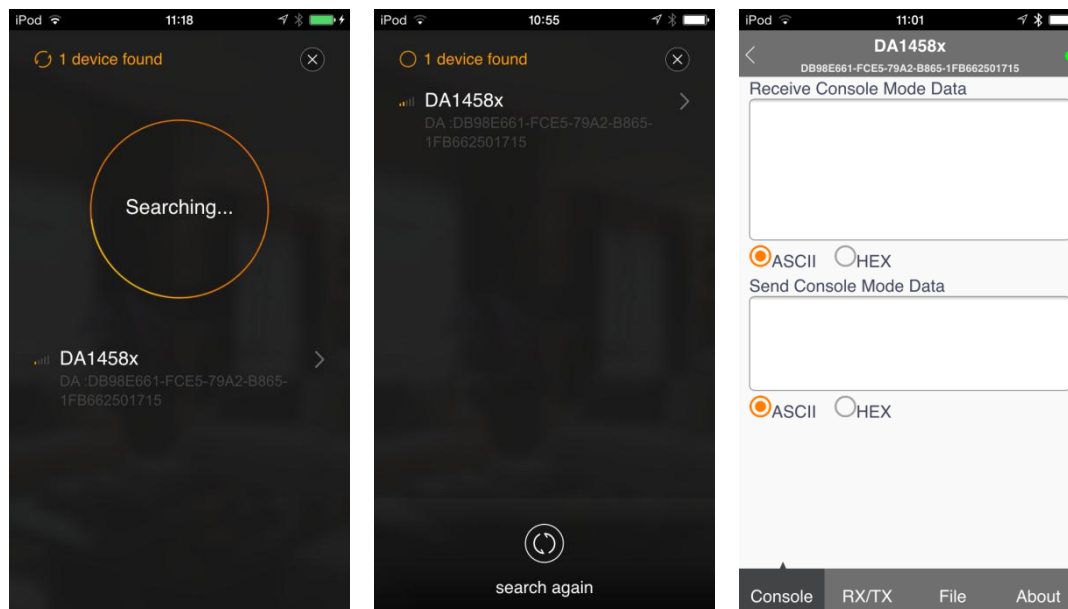 iPod 11:18
1 device found
Searching...
DA1458x
DA :DB98E661-FCE5-79A2-B865-
1FB662501715
iPod 10:55
1 device found
DA1458x
DA :DB98E661-FCE5-79A2-B865-
1FB662501715
search again
iPod 11:01
DA1458x
DB98E661-FCE5-79A2-B865-1FB662501715
Receive Console Mode Data
ASCII HEX
Send Console Mode Data
ASCII HEX
Console RX/TX File About